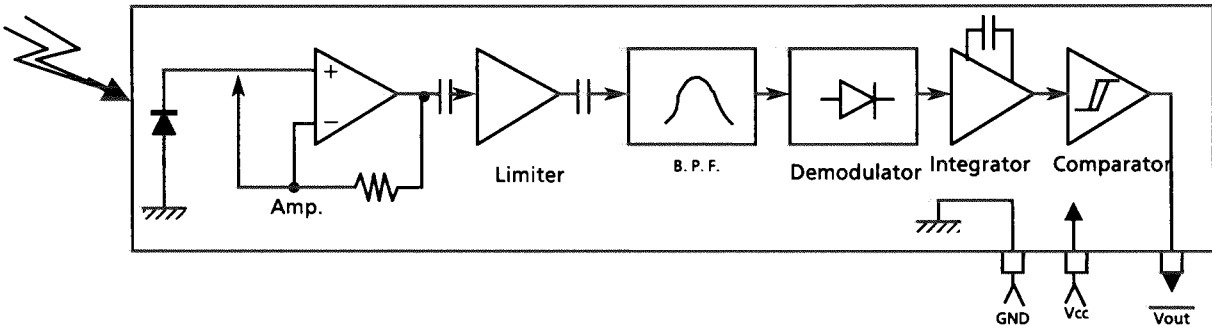 +
−
Amp.
Limiter
B. P. F.
Demodulator
Integrator
Comparator
GND
Vcc
Vout